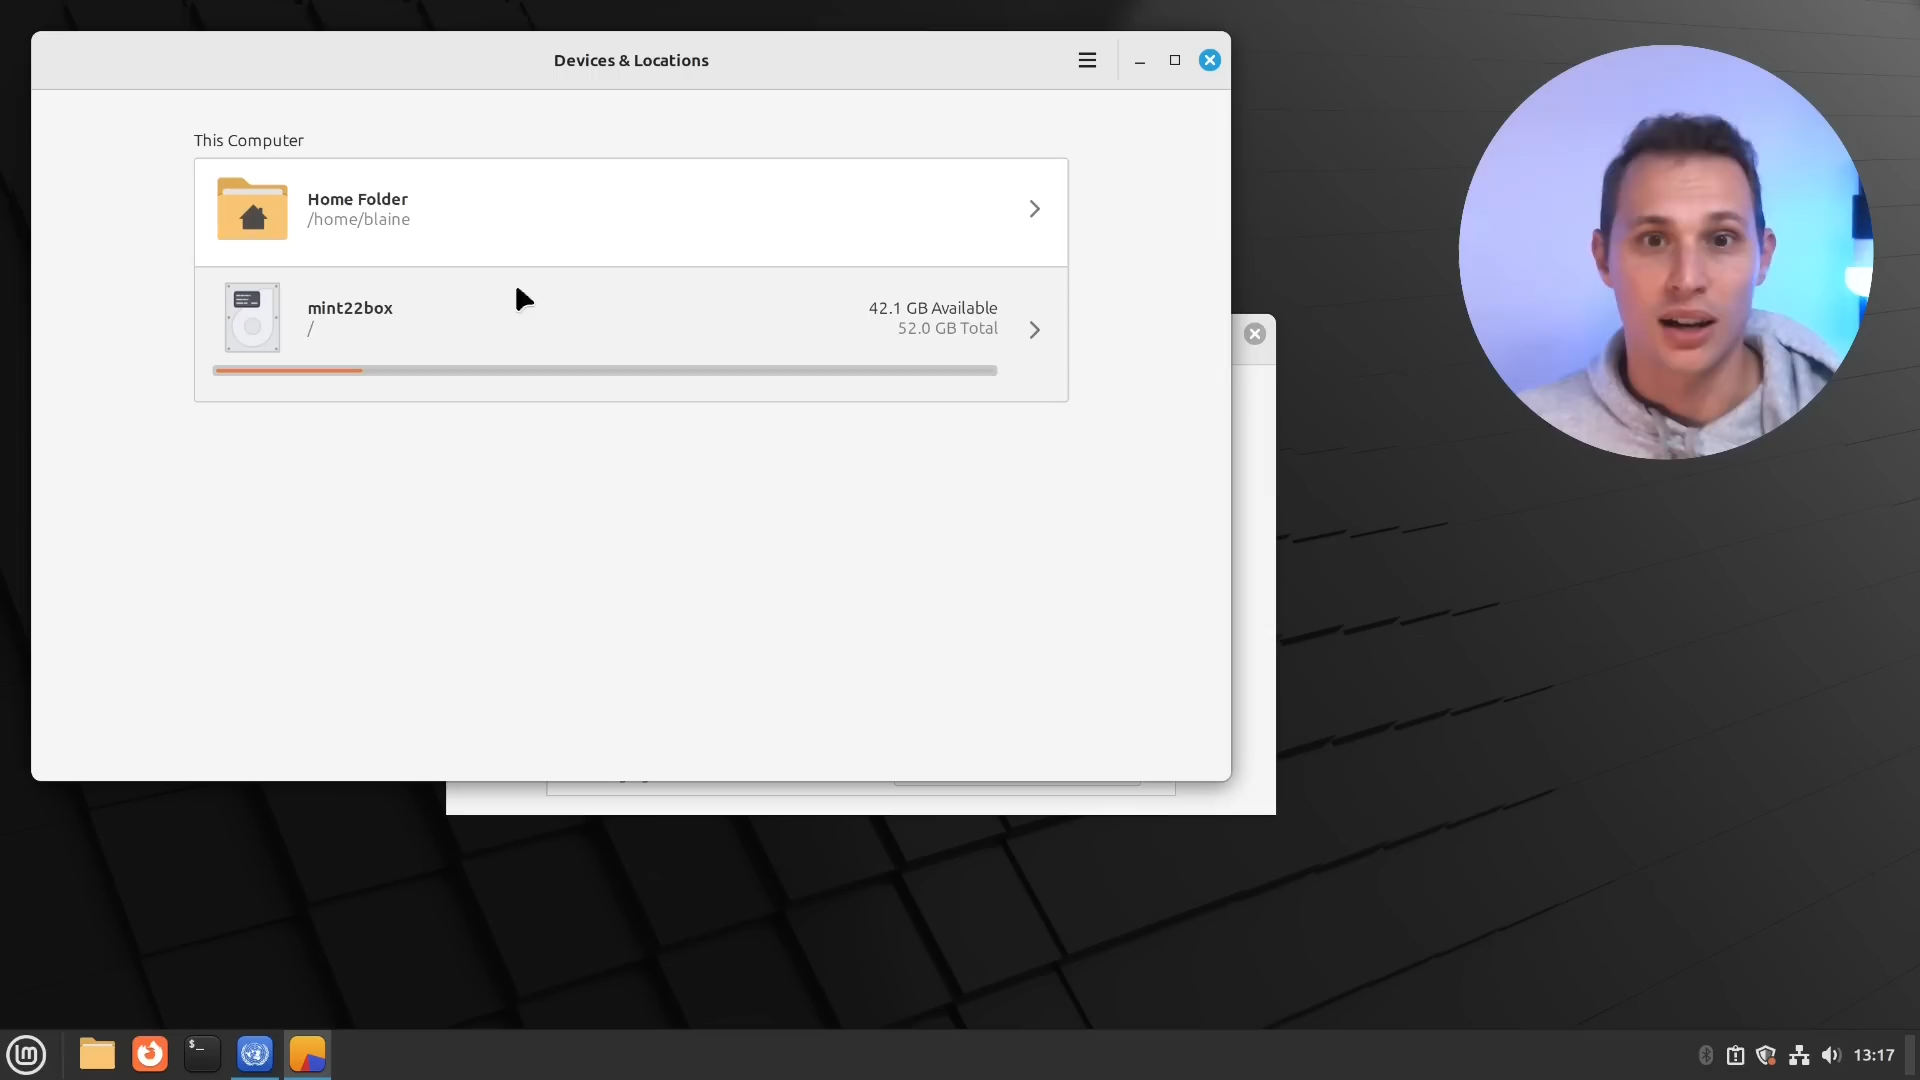 Devices & Locations
This Computer
Home Folder
/home/blaine
mint22box
/
42.1 GB Available
52.0 GB Total
$_
13:17